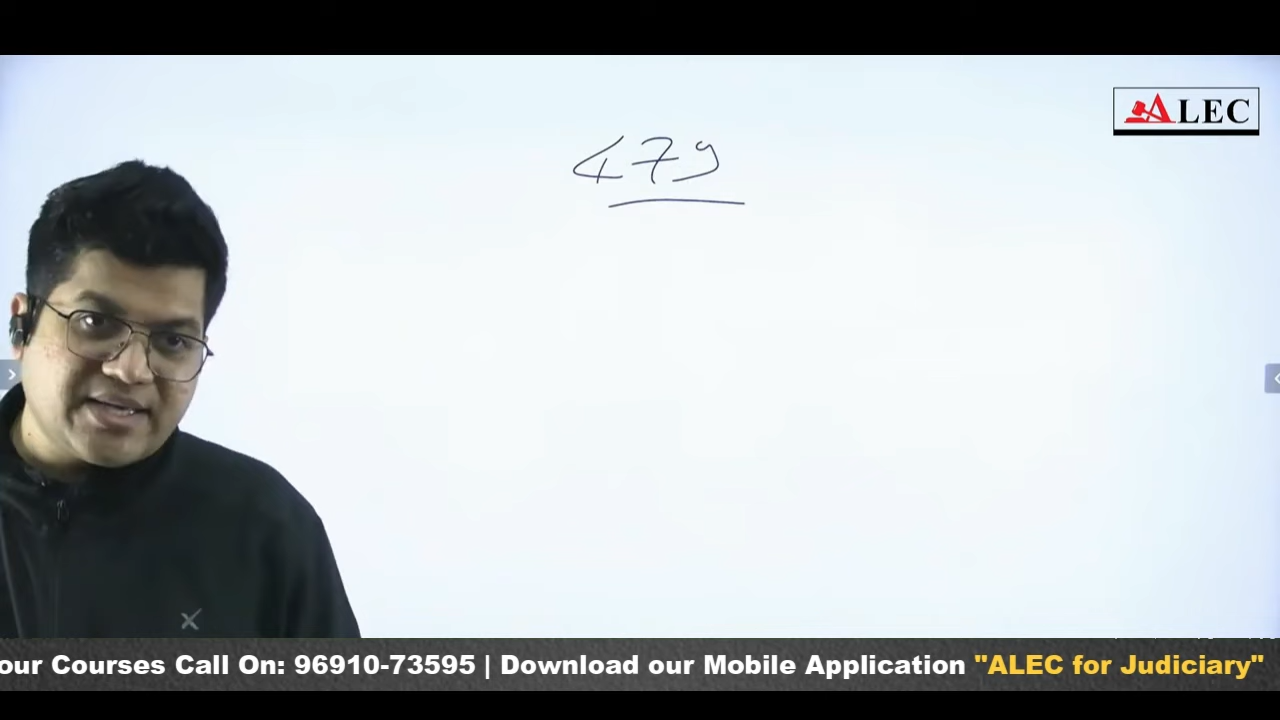 ALEC
479
our Courses Call On: 96910-73595 | Download our Mobile Application "ALEC for Judiciary"